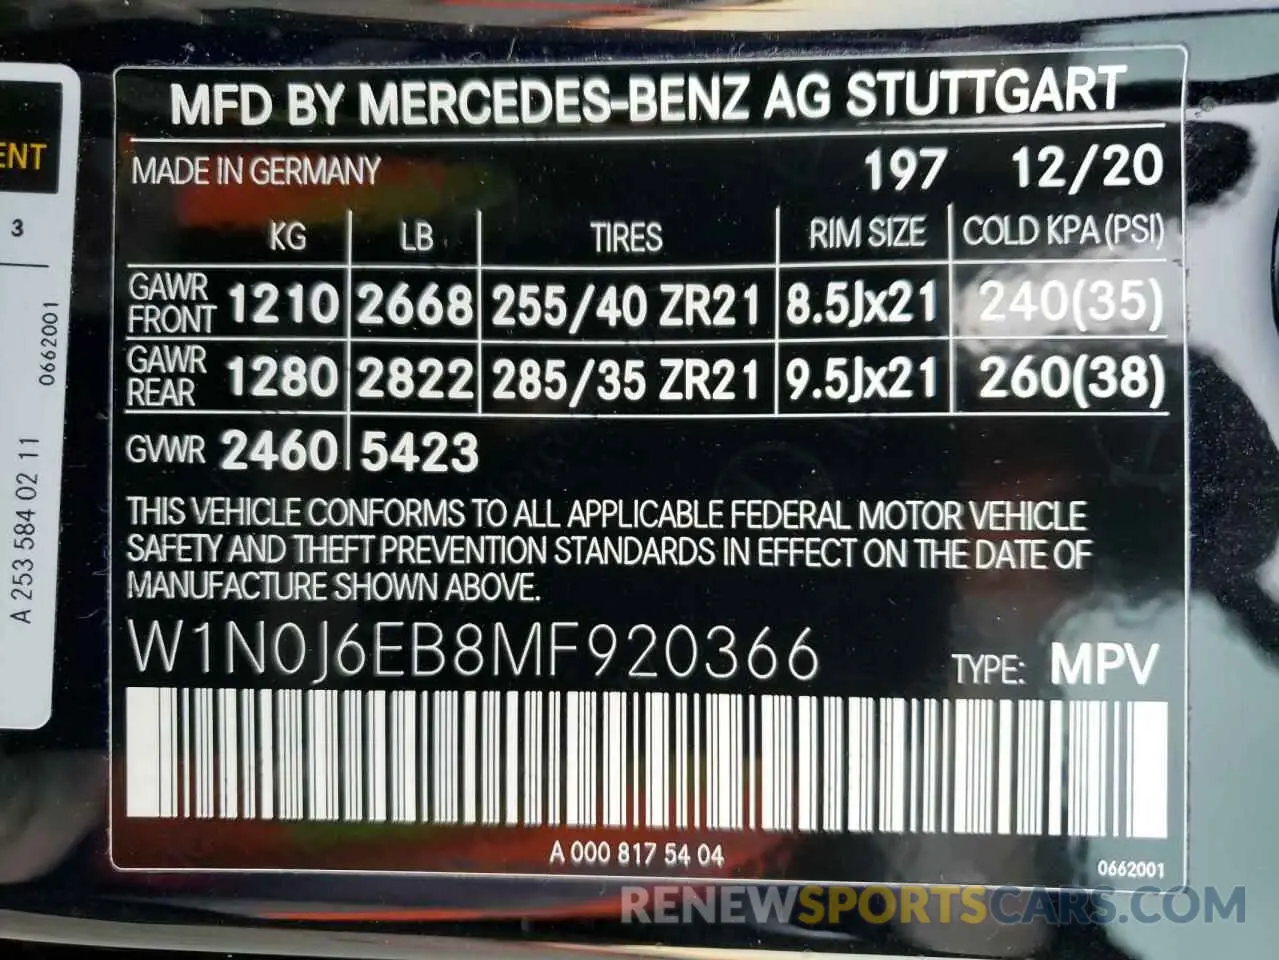 MFD BY MERCEDES-BENZ AG STUTTGART
MADE IN GERMANY 197 12/20
KG LB TIRES RIM SIZE COLD KPA (PSI)
GAWR FRONT 1210 2668 255/40 ZR21 8.5Jx21 240(35)
GAWR REAR 1280 2822 285/35 ZR21 9.5Jx21 260(38)
GVWR 2460 5423
THIS VEHICLE CONFORMS TO ALL APPLICABLE FEDERAL MOTOR VEHICLE
SAFETY AND THEFT PREVENTION STANDARDS IN EFFECT ON THE DATE OF
MANUFACTURE SHOWN ABOVE.
W1N0J6EB8MF920366 TYPE: MPV
A 000 817 54 04
0662001
ENT
3
0662001
A 253 584 02 11
RENEWSPORTSCARS.COM